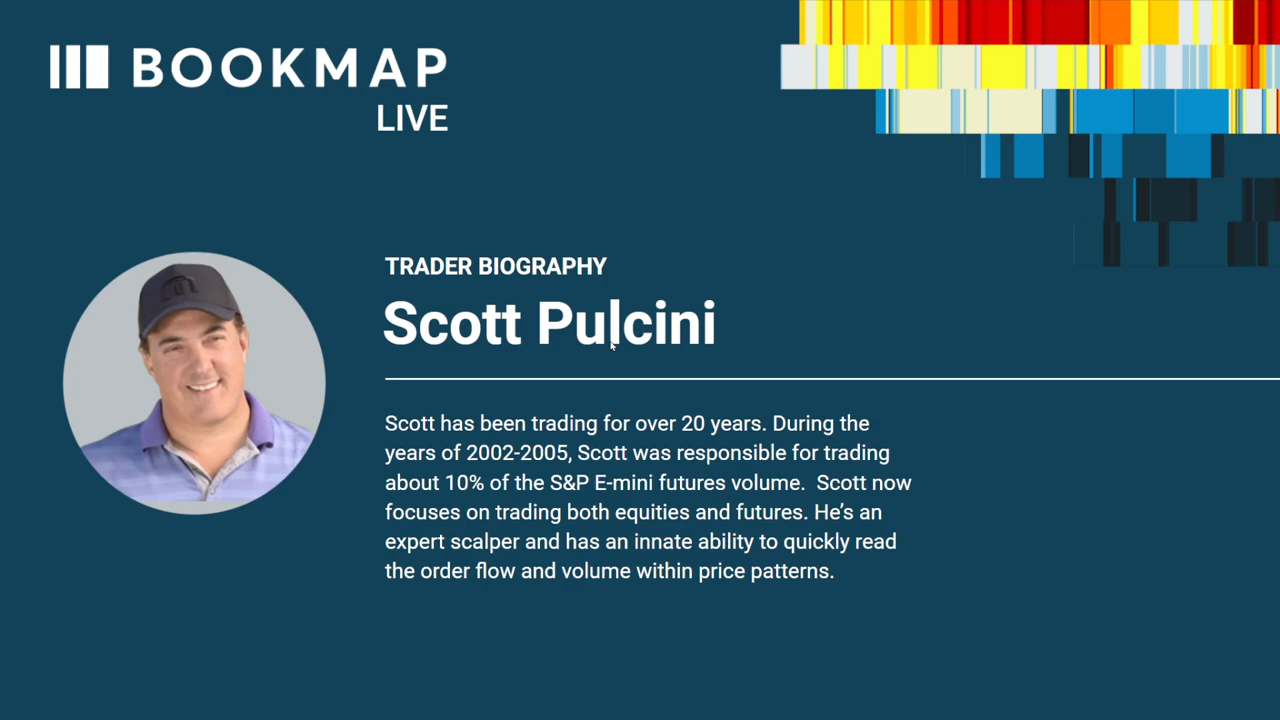 BOOKMAP
LIVE
TRADER BIOGRAPHY
Scott Pulcini
Scott has been trading for over 20 years. During the
years of 2002-2005, Scott was responsible for trading
about 10% of the S&P E-mini futures volume.  Scott now
focuses on trading both equities and futures. He’s an
expert scalper and has an innate ability to quickly read
the order flow and volume within price patterns.